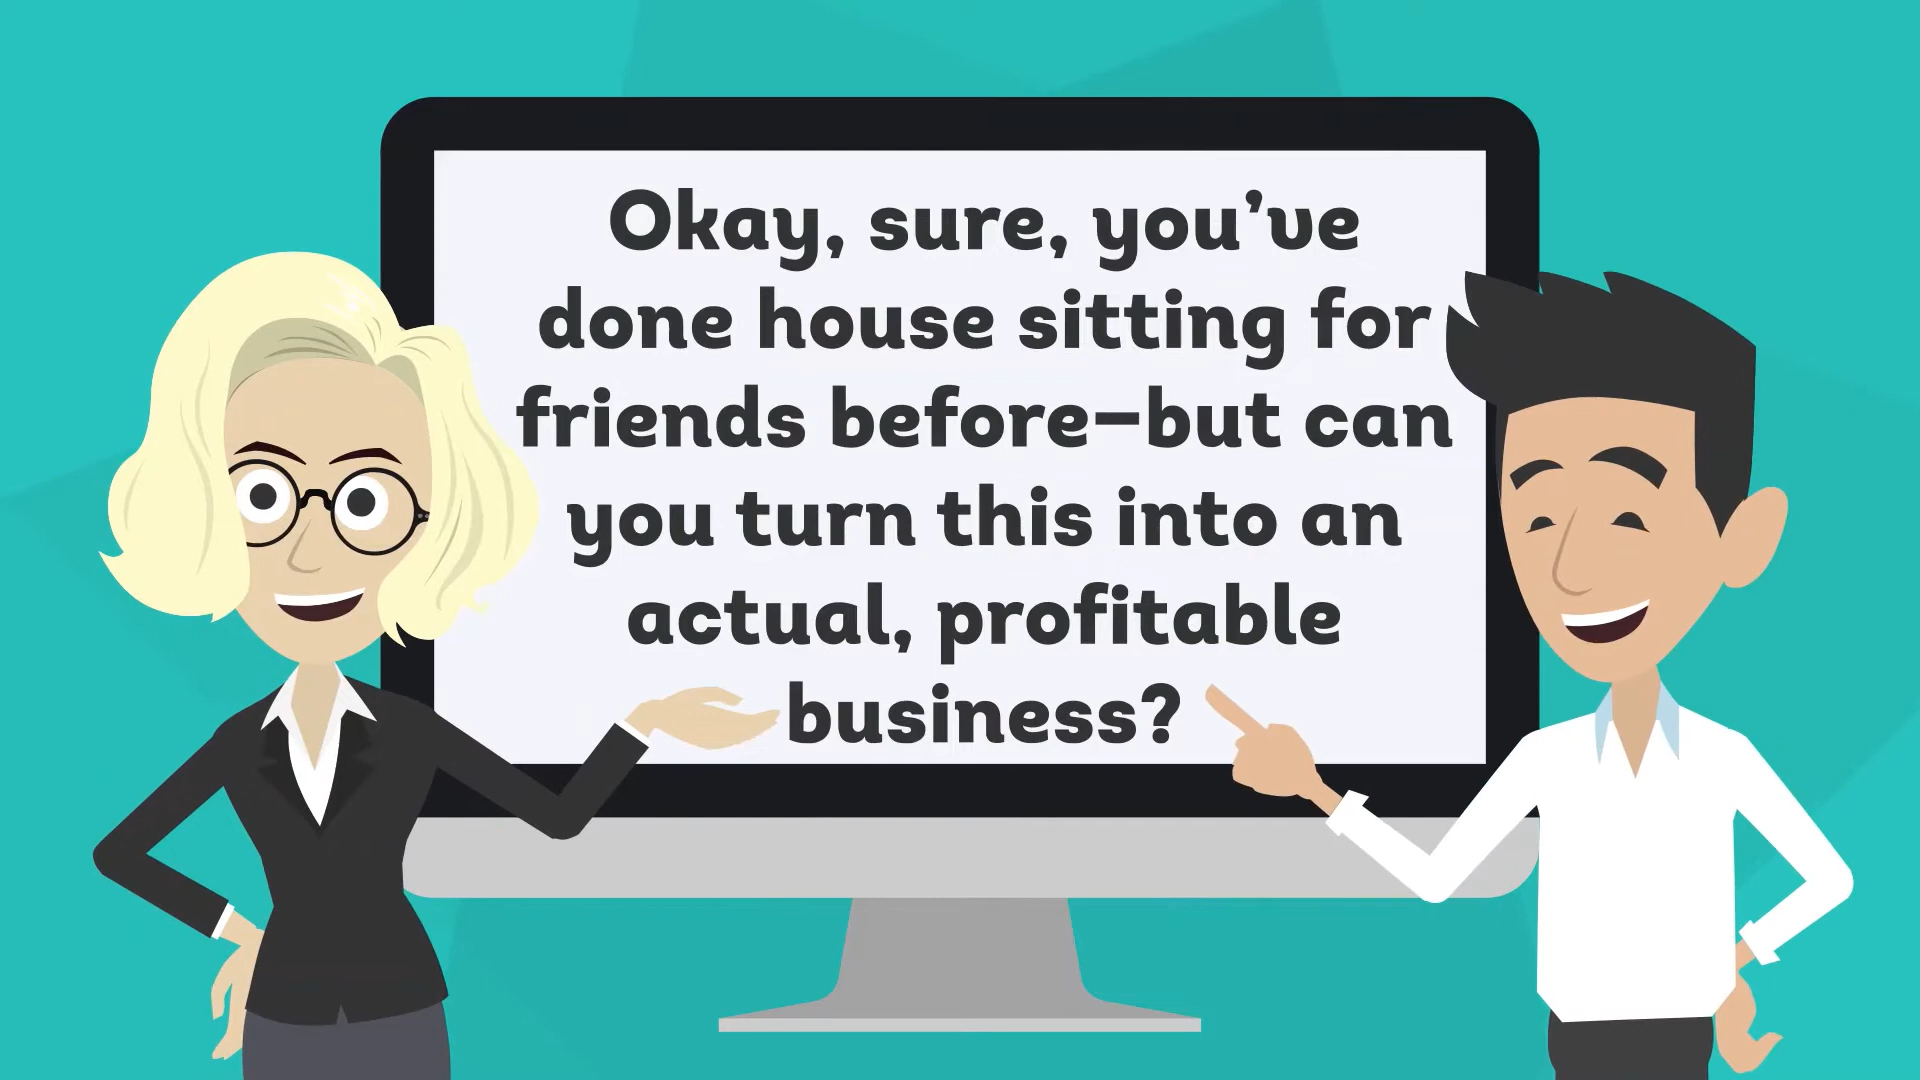 Okay, sure, you’ve
done house sitting for
friends before—but can
you turn this into an
actual, profitable
business?